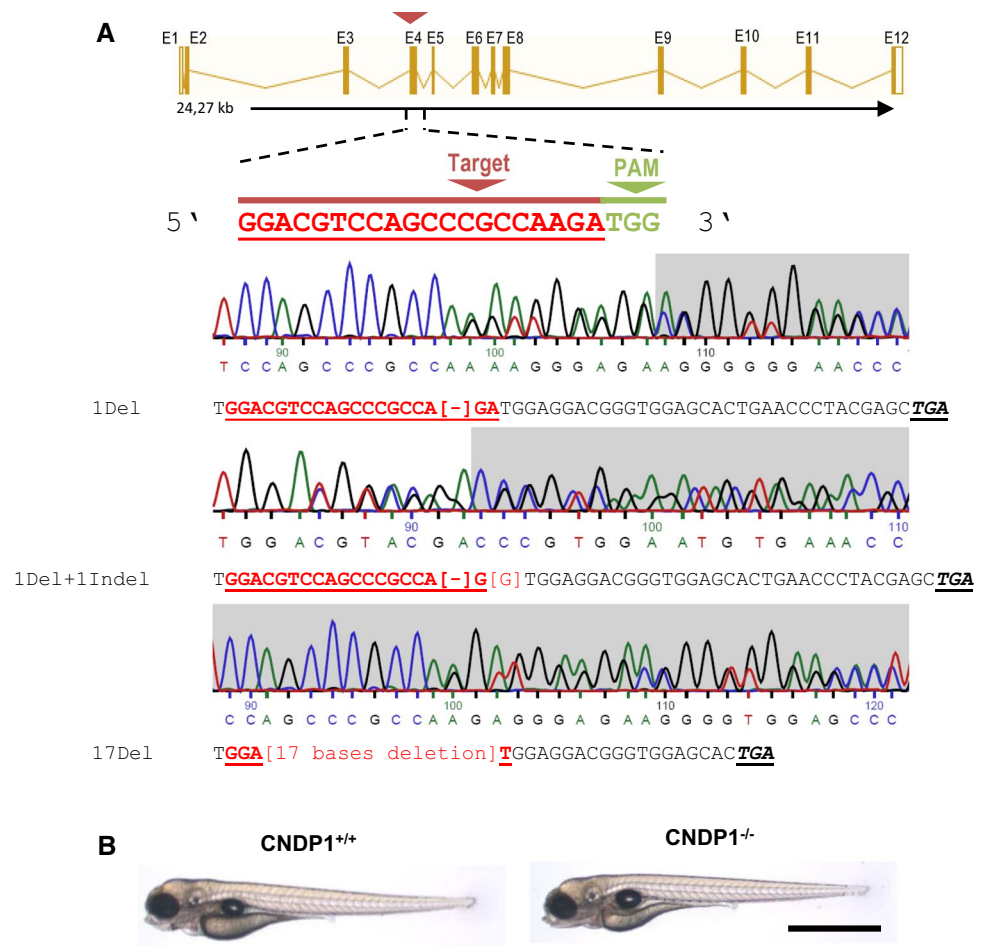 A
E1 E2 E3 E4 E5 E6 E7 E8 E9 E10 E11 E12
24,27 kb
Target PAM
5‘ GGACGTCCAGCCCGCCAAGATGG 3‘
90 100 110
T C C A G C C C G C C A A A A G G G A G A A G G G G G G A A C C C
1Del TGGACGTCCAGCCCGCCA[-]GATGGAGGACGGGTGGAGCACTGAACCCTACGAGCTGA
90 100 110
T G G A C G T A C G A C C C G T G G A A T G T G A A A C C
1Del+1Indel TGGACGTCCAGCCCGCCA[-]G[G]TGGAGGACGGGTGGAGCACTGAACCCTACGAGCTGA
90 100 110 120
C C A G C C C G C C A A G A G G G A G A A G G G G T G G A G C C C
17Del TGGA[17 bases deletion]TGGAGGACGGGTGGAGCACTGA
B
CNDP1+/+ CNDP1-/-